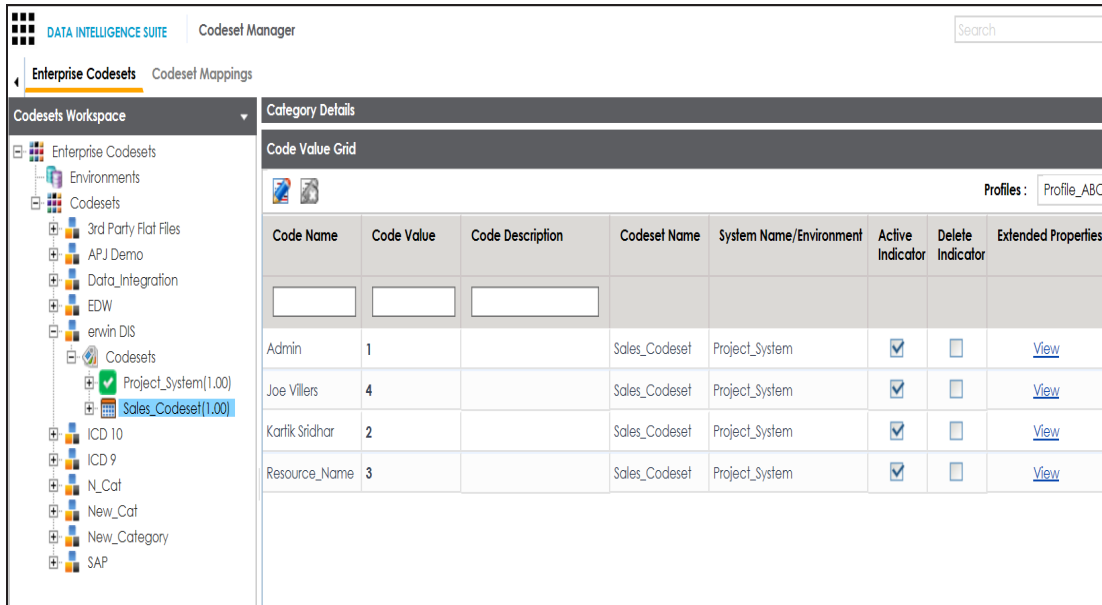 DATA INTELLIGENCE SUITE Codeset Manager Search
Enterprise Codesets Codeset Mappings
Codesets Workspace
Enterprise Codesets
Environments
Codesets
3rd Party Flat Files
APJ Demo
Data_Integration
EDW
erwin DIS
Codesets
Project_System(1.00)
Sales_Codeset(1.00)
ICD 10
ICD 9
N_Cat
New_Cat
New_Category
SAP
Category Details
Code Value Grid
Profiles : Profile_ABC
Code Name Code Value Code Description Codeset Name System Name/Environment Active Indicator Delete Indicator Extended Properties
Admin 1 Sales_Codeset Project_System View
Joe Villers 4 Sales_Codeset Project_System View
Kartik Sridhar 2 Sales_Codeset Project_System View
Resource_Name 3 Sales_Codeset Project_System View